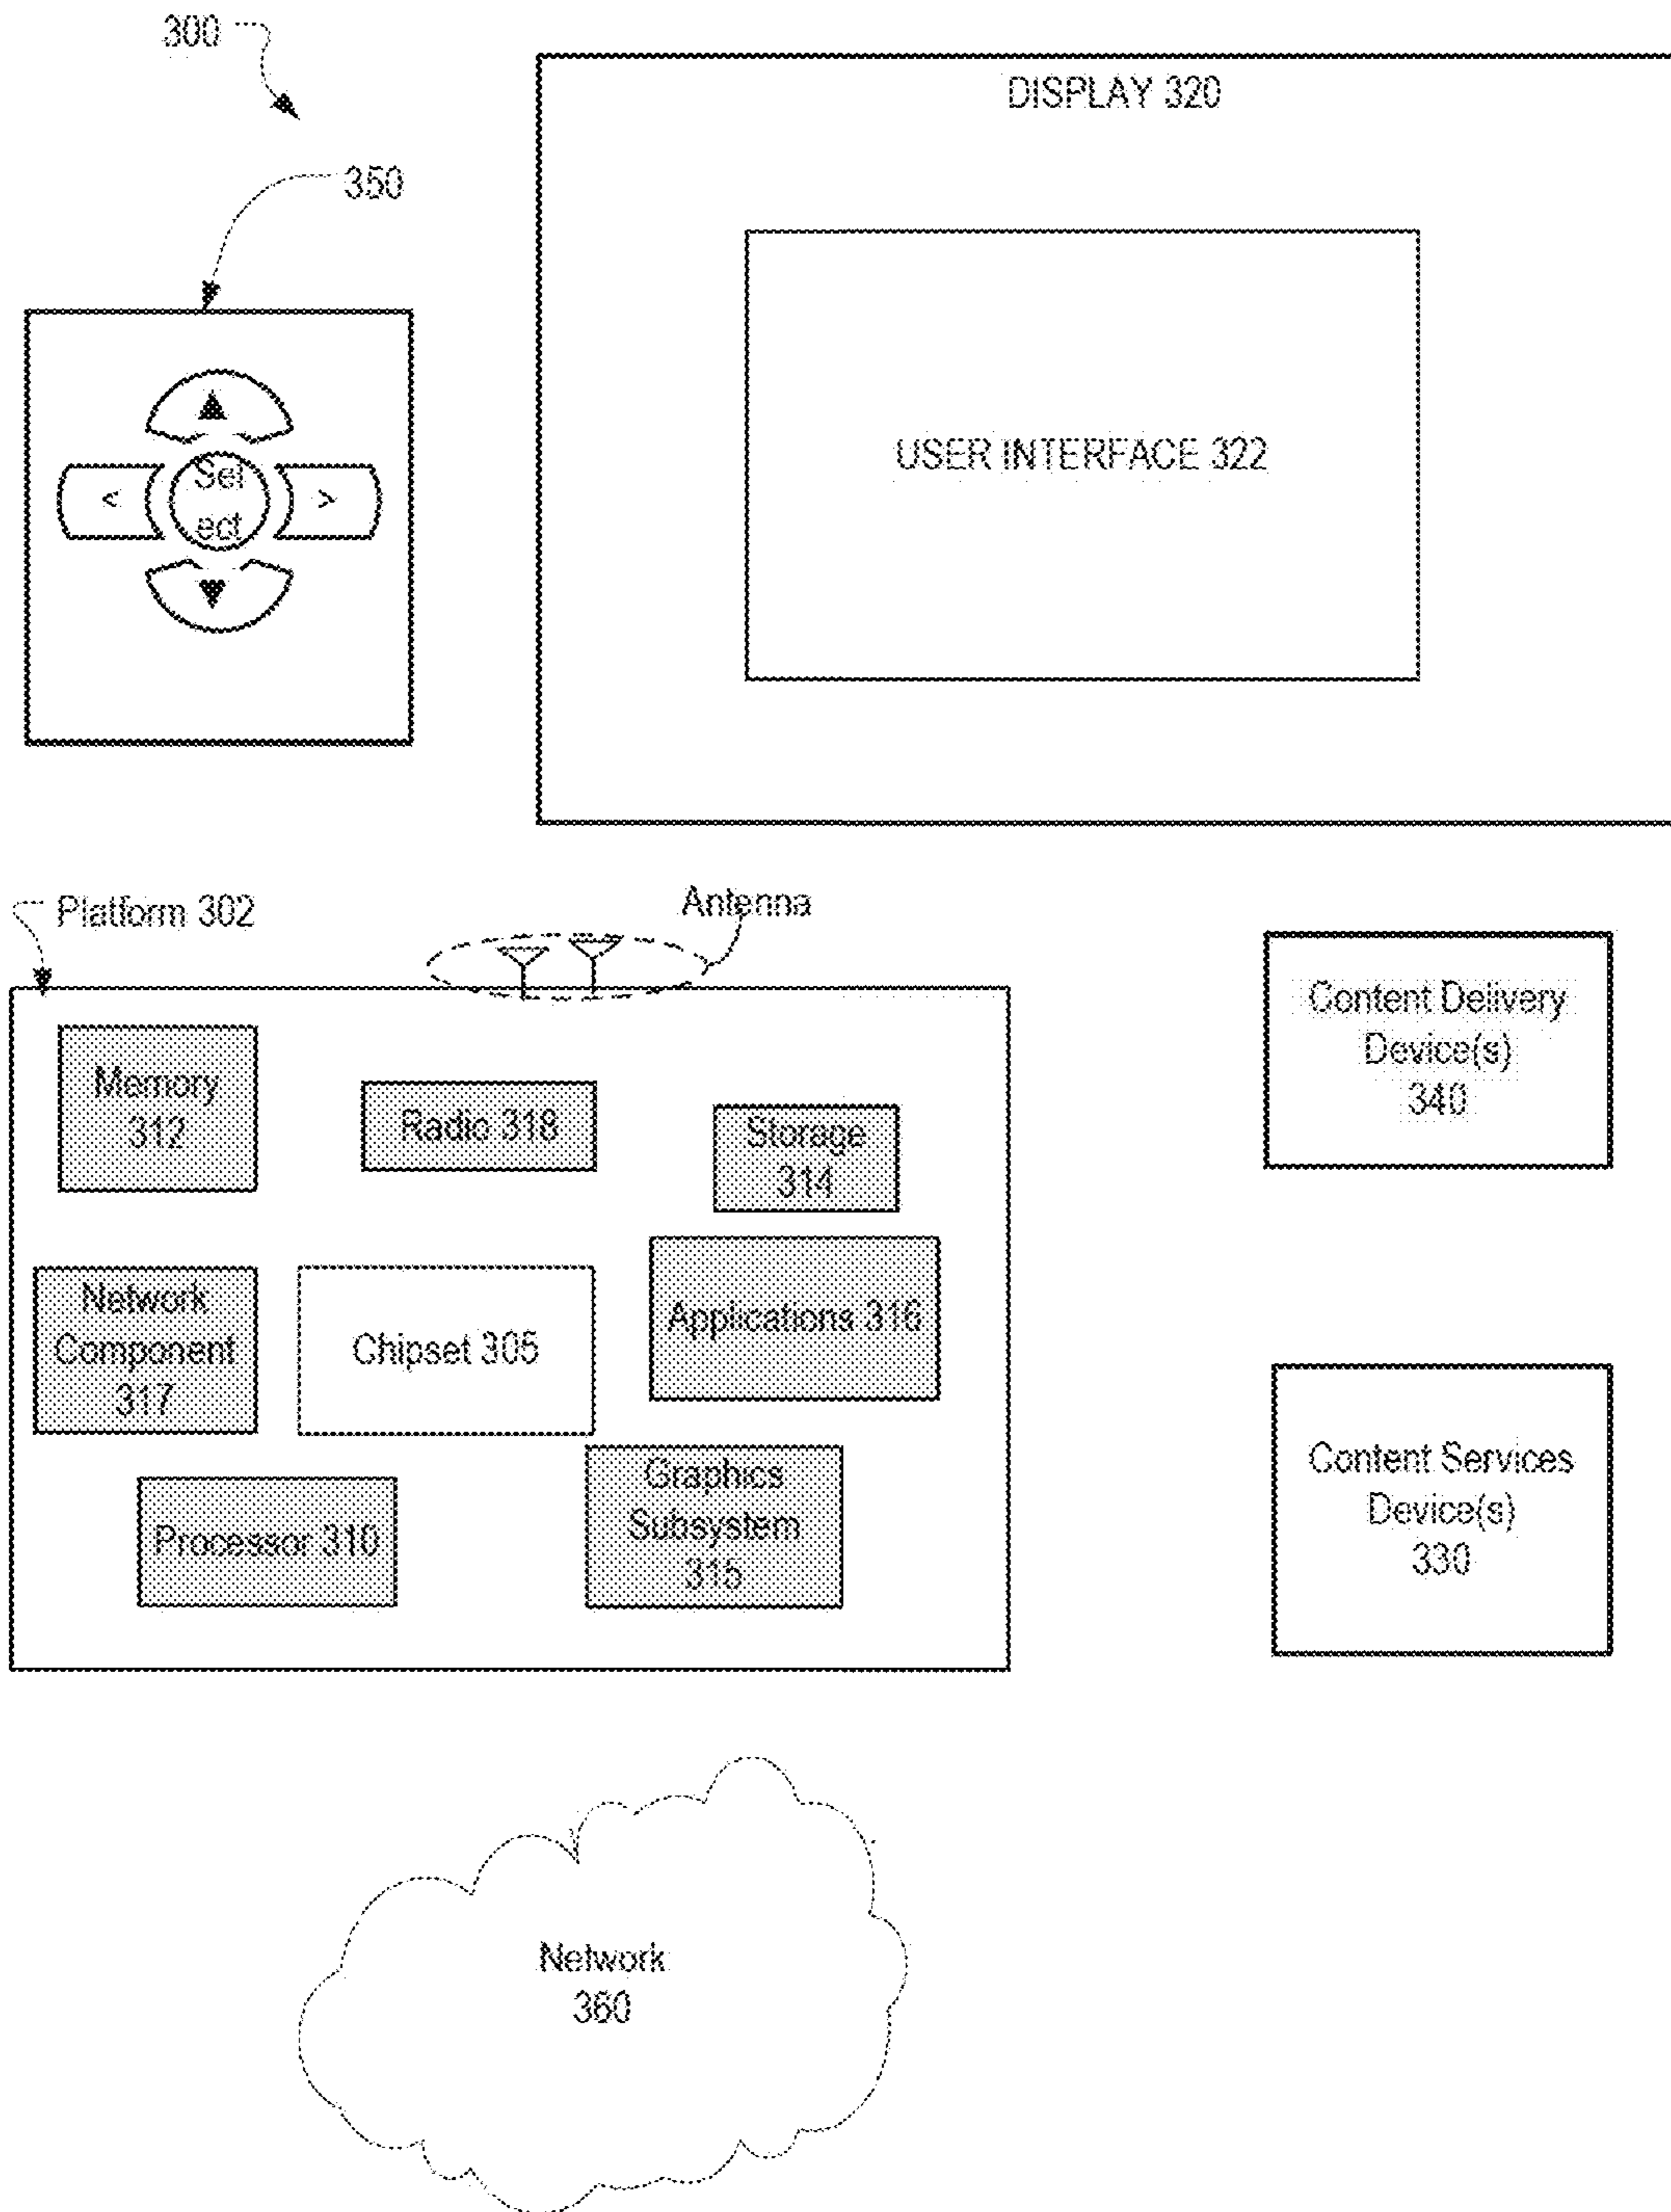 300
DISPLAY 320
350
USER INTERFACE 322
<
Sel
ect
>
Platform 302
Antenna
Memory
312
Radio 318
Storage
314
Content Delivery
Device(s)
340
Network
Component
317
Chipset 305
Applications 316
Processor 310
Graphics
Subsystem
315
Content Services
Device(s)
330
Network
360